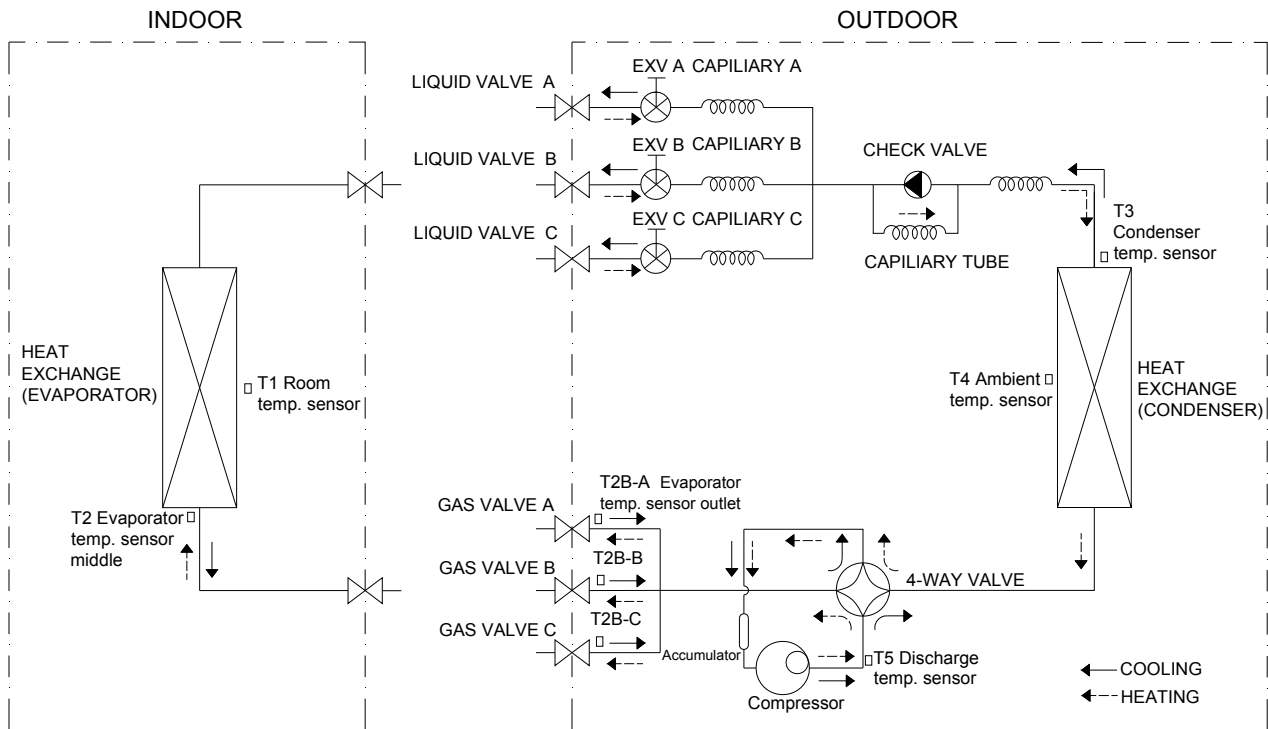 INDOOR
OUTDOOR
LIQUID VALVE A
EXV A CAPILIARY A
LIQUID VALVE B
EXV B CAPILIARY B
CHECK VALVE
LIQUID VALVE C
EXV C CAPILIARY C
CAPILIARY TUBE
T3
Condenser
temp. sensor
HEAT
EXCHANGE
(EVAPORATOR)
T1 Room
temp. sensor
T4 Ambient
temp. sensor
HEAT
EXCHANGE
(CONDENSER)
T2 Evaporator
temp. sensor
middle
GAS VALVE A
T2B-A Evaporator
temp. sensor outlet
GAS VALVE B
T2B-B
4-WAY VALVE
GAS VALVE C
T2B-C
Accumulator
Compressor
T5 Discharge
temp. sensor
COOLING
HEATING